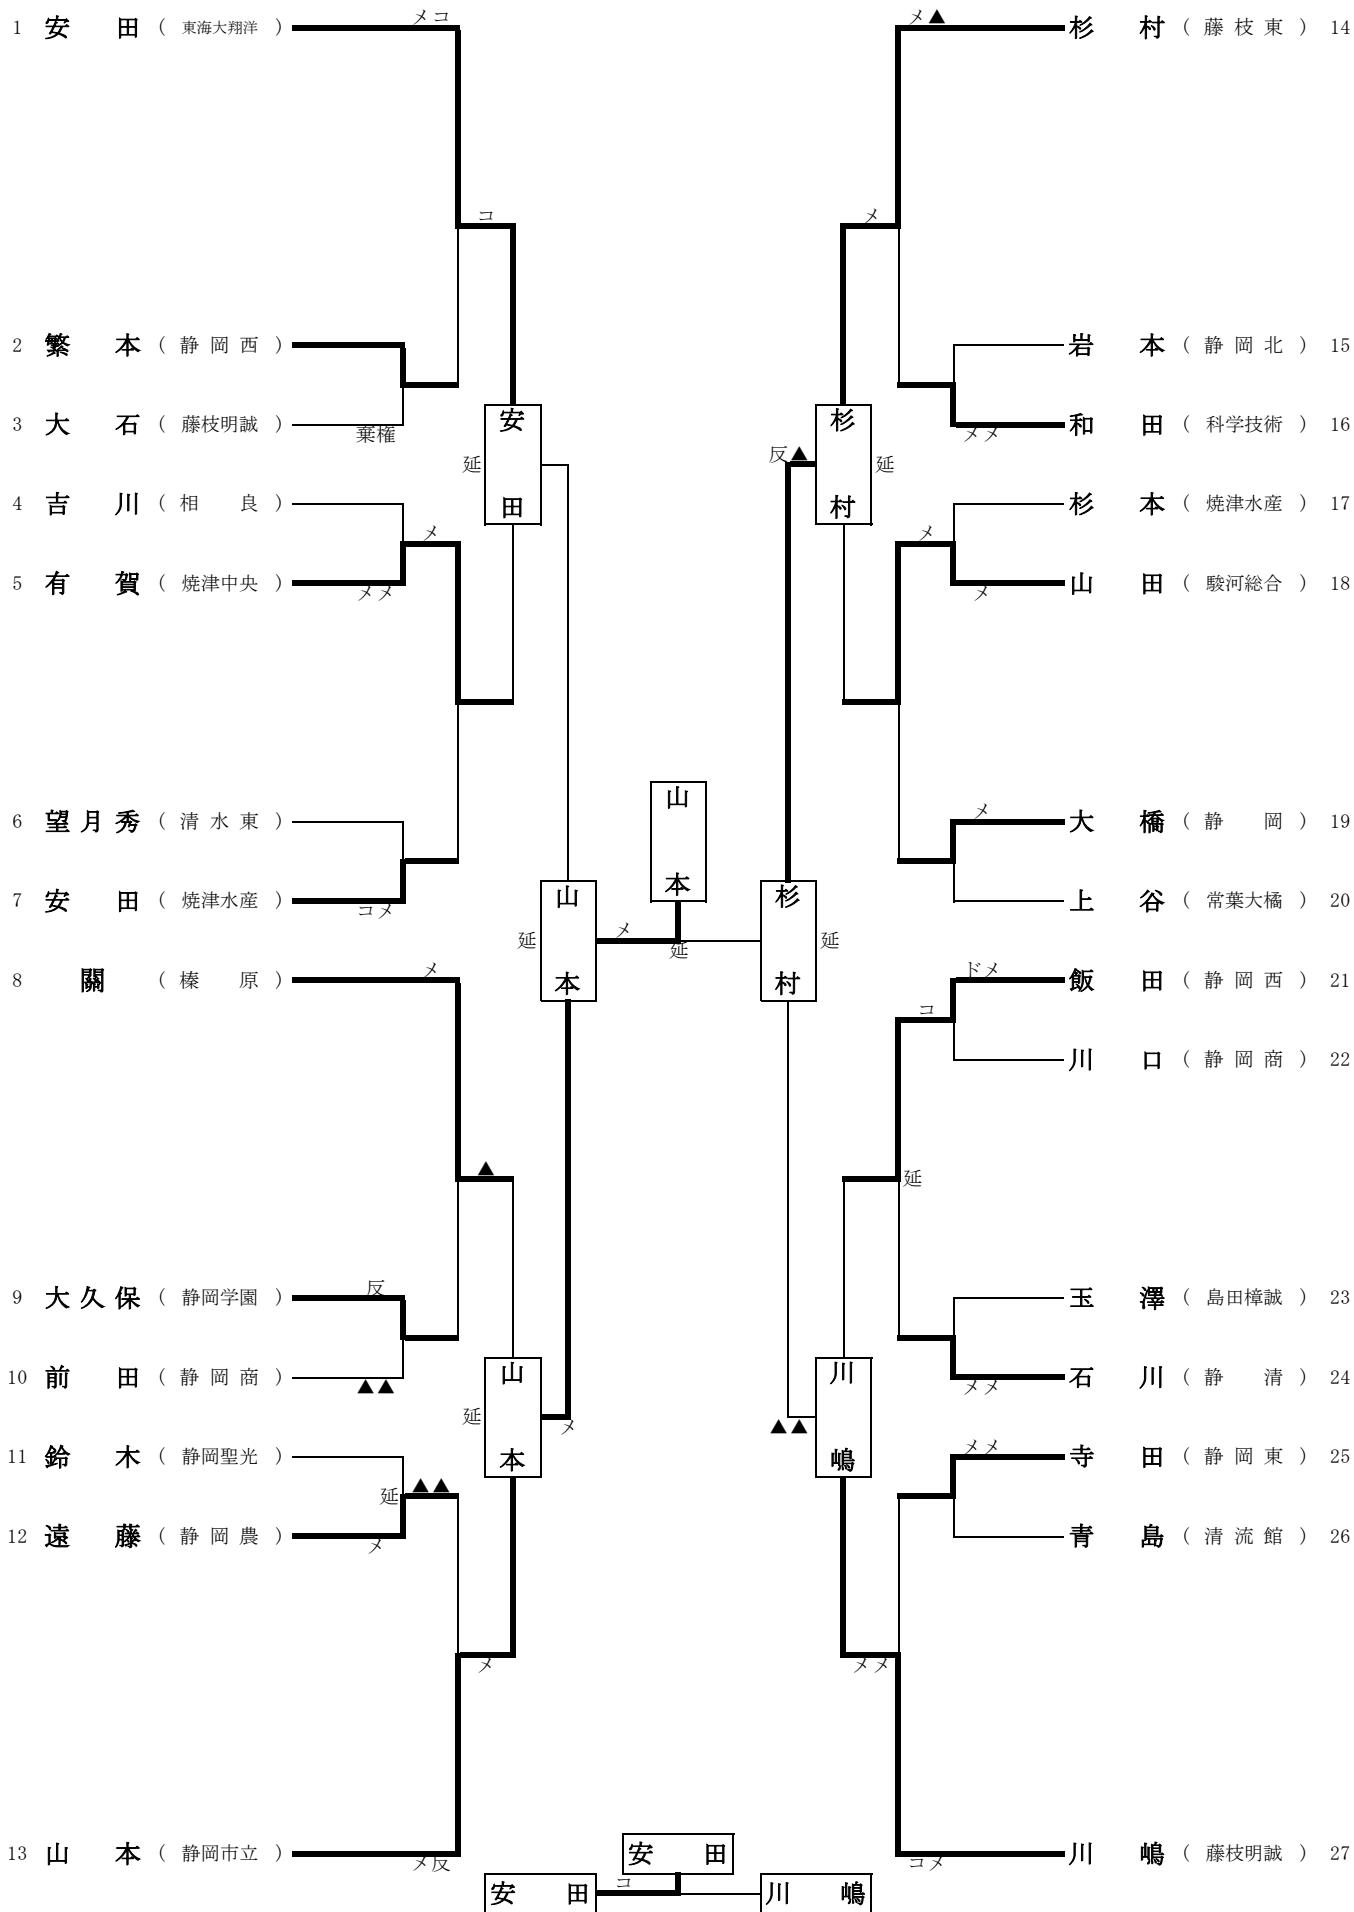 メコ
メ▲
1 安 田 ( 東海大翔洋 )
杉 村 ( 藤 枝 東 ) 14
コ
メ
2 繁 本 ( 静 岡 西 )
岩 本 ( 静 岡 北 ) 15
3 大 石 ( 藤枝明誠 )
棄権
和 田 ( 科学技術 ) 16
メメ
安 田
延
杉 村
延
反▲
4 吉 川 ( 相 良 )
杉 本 ( 焼津水産 ) 17
メ
メ
5 有 賀 ( 焼津中央 )
メメ
山 田 ( 駿河総合 ) 18
メ
山 本
メ
6 望 月 秀 ( 清 水 東 )
大 橋 ( 静 岡 ) 19
7 安 田 ( 焼津水産 )
コメ
上 谷 ( 常葉大橘 ) 20
山 本
延
メ
延
杉 村
延
メ
8 關 ( 榛 原 )
ドメ
飯 田 ( 静 岡 西 ) 21
コ
川 口 ( 静 岡 商 ) 22
▲
延
反
9 大 久 保 ( 静岡学園 )
玉 澤 ( 島田樟誠 ) 23
10 前 田 ( 静 岡 商 )
▲▲
石 川 ( 静 清 ) 24
メメ
山 本
延
メ
川 嶋
▲▲
11 鈴 木 ( 静岡聖光 )
メメ
寺 田 ( 静 岡 東 ) 25
延
▲▲
12 遠 藤 ( 静 岡 農 )
メ
青 島 ( 清 流 館 ) 26
メ
メメ
13 山 本 ( 静岡市立 )
メ反
コメ
川 嶋 ( 藤枝明誠 ) 27
安 田
安 田
コ
川 嶋